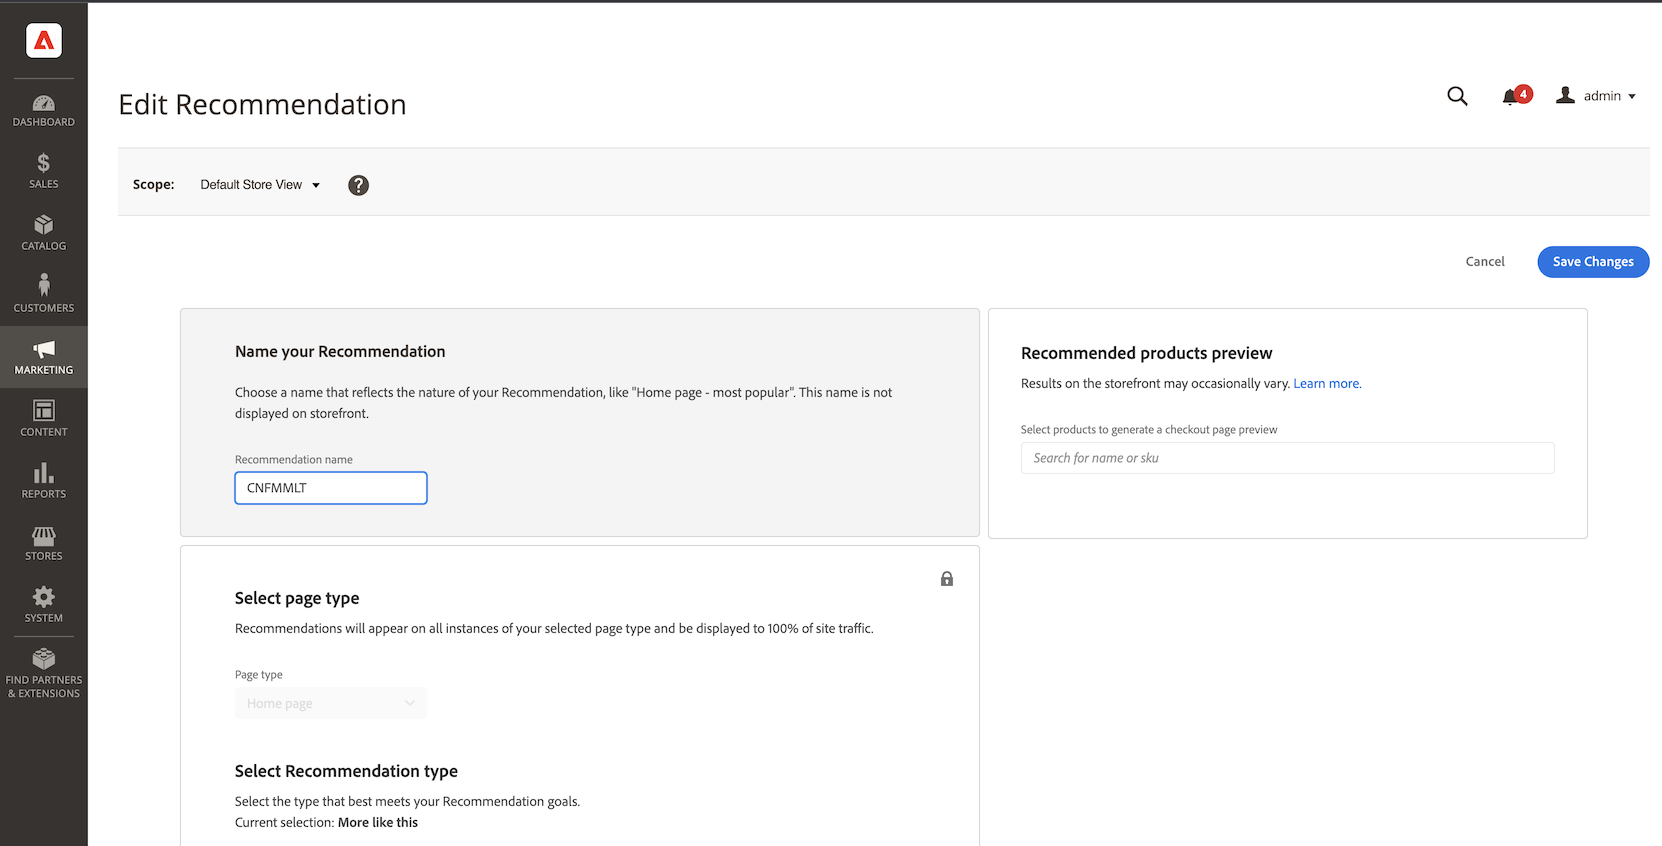 DASHBOARD
SALES
CATALOG
CUSTOMERS
MARKETING
CONTENT
REPORTS
STORES
SYSTEM
FIND PARTNERS
& EXTENSIONS
Edit Recommendation
4
admin
Scope:
Default Store View
?
Cancel
Save Changes
Name your Recommendation
Choose a name that reflects the nature of your Recommendation, like "Home page - most popular". This name is not
displayed on storefront.
Recommendation name
CNFMMLT
Recommended products preview
Results on the storefront may occasionally vary. Learn more.
Select products to generate a checkout page preview
Search for name or sku
Select page type
Recommendations will appear on all instances of your selected page type and be displayed to 100% of site traffic.
Page type
Home page
Select Recommendation type
Select the type that best meets your Recommendation goals.
Current selection: More like this